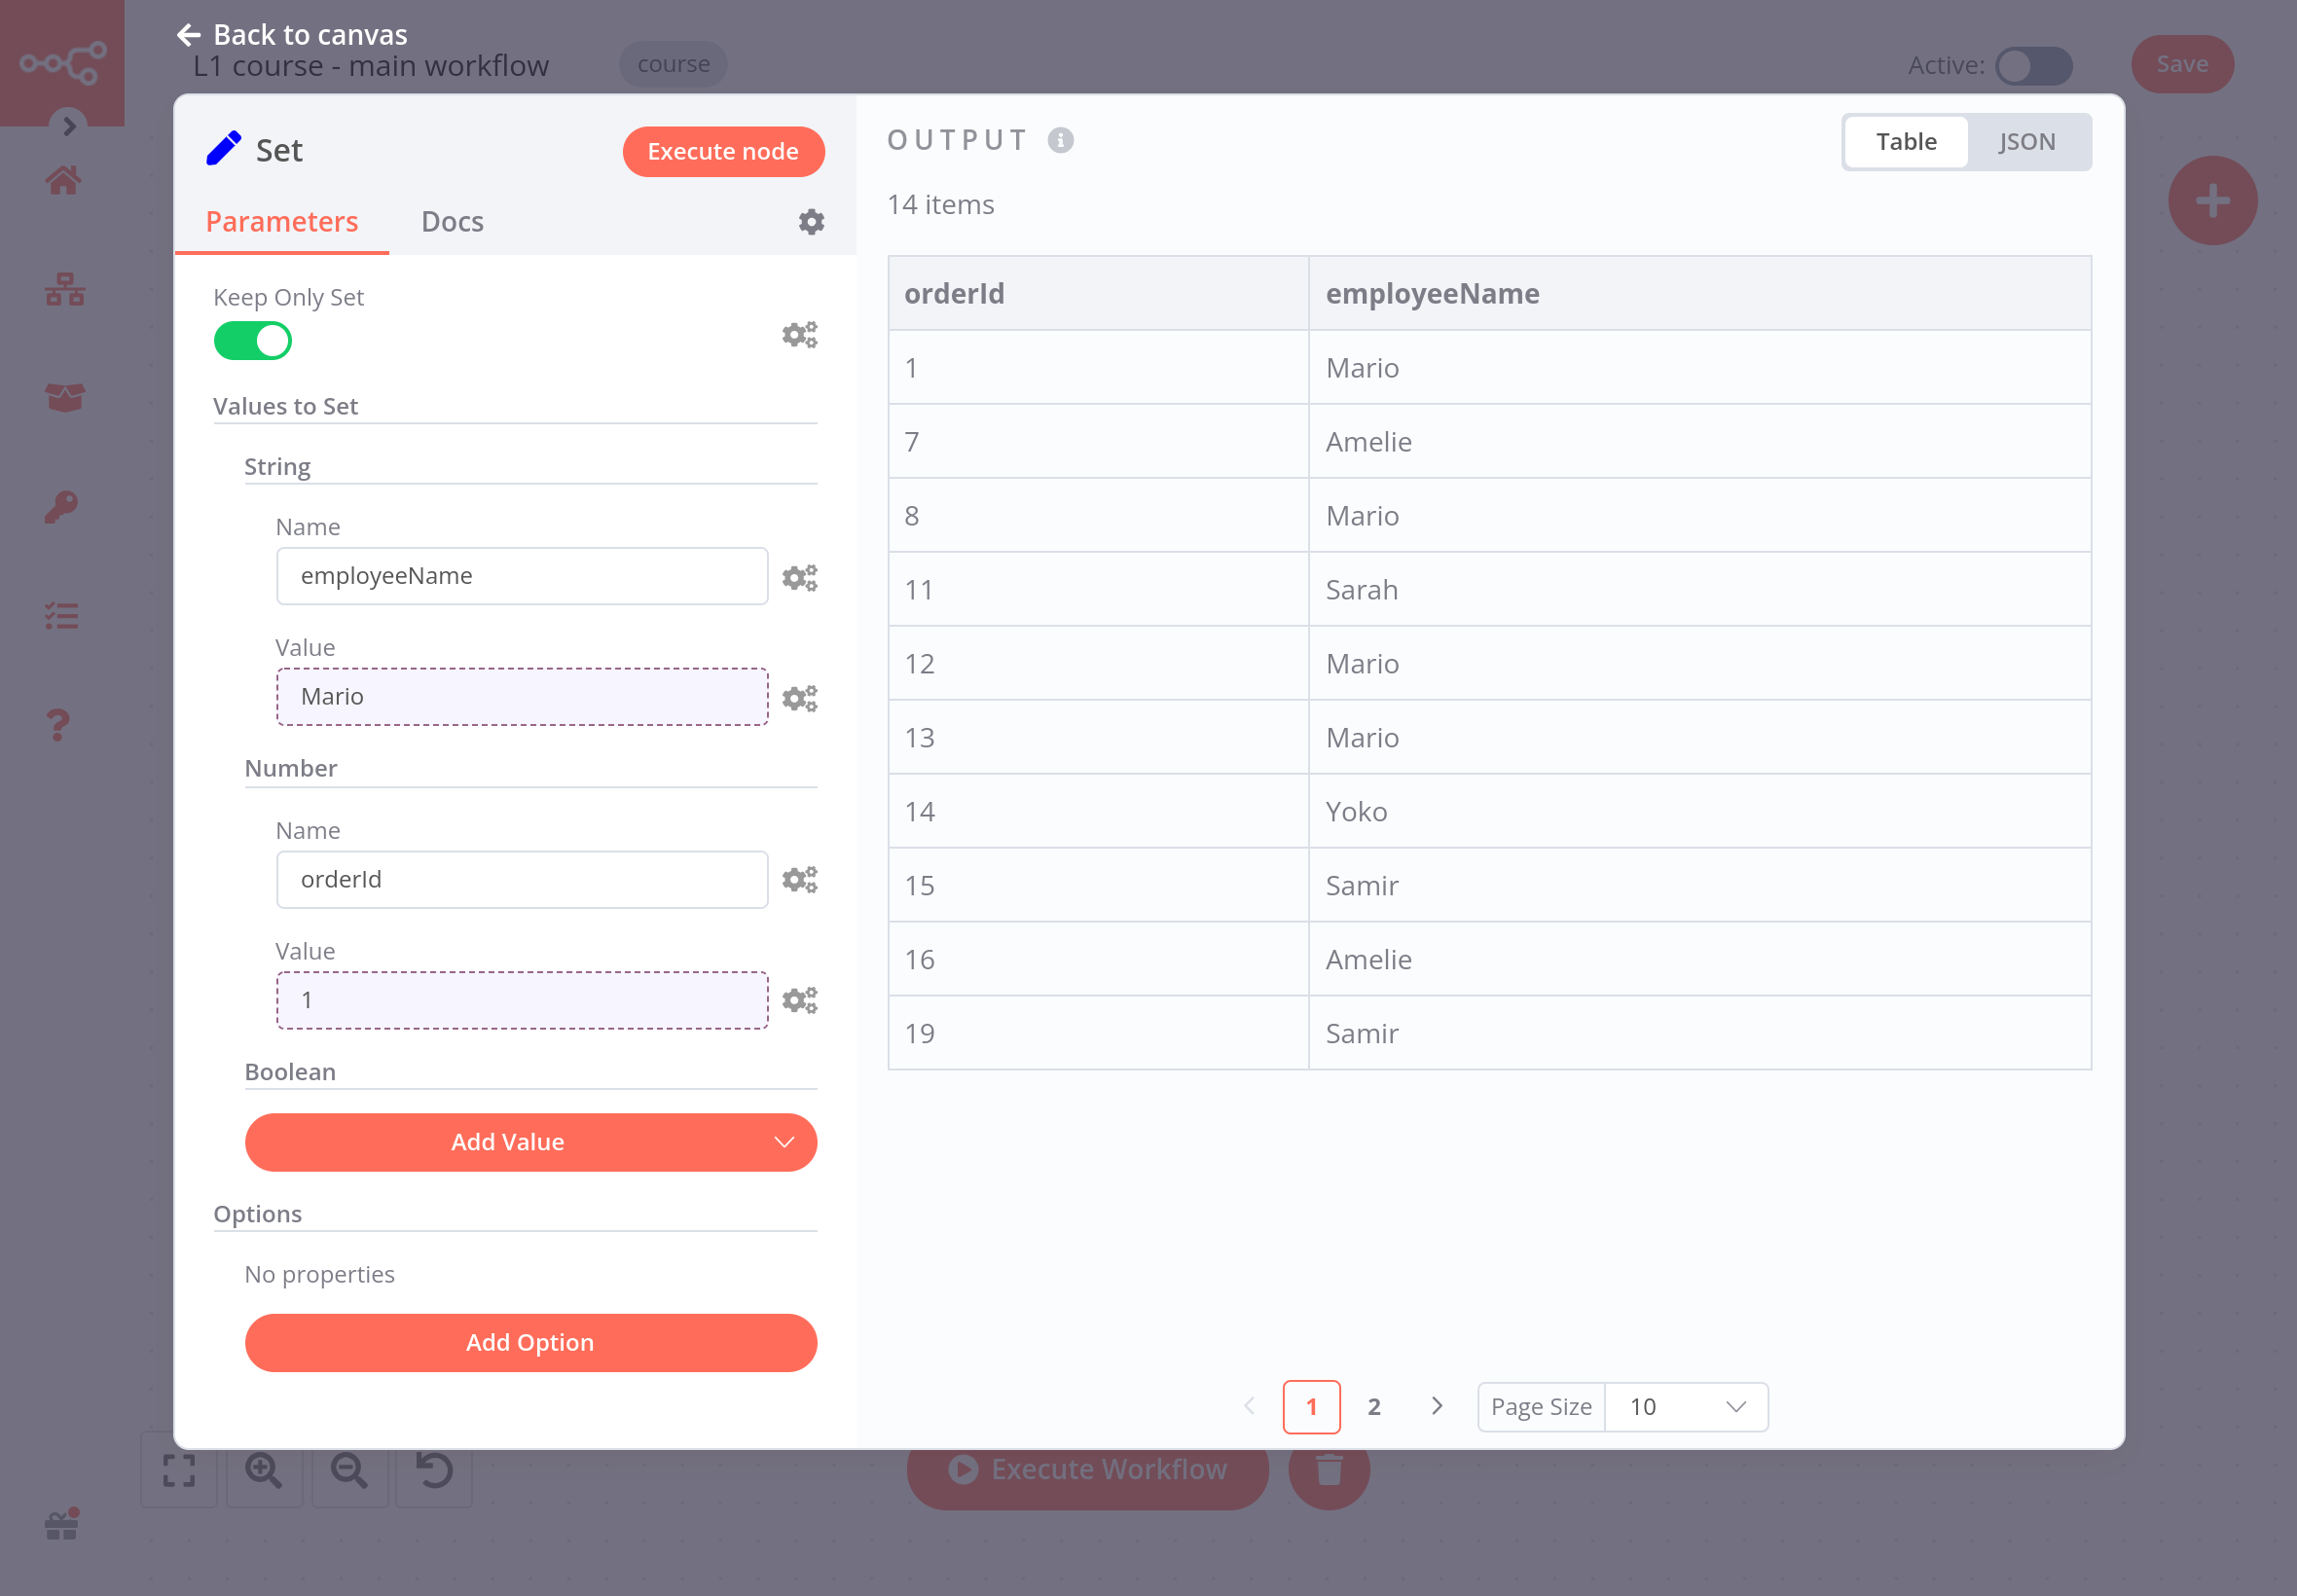 Back to canvas
L1 course - main workflow course Active: Save
Set Execute node
Parameters Docs
Keep Only Set
Values to Set
String
Name
employeeName
Value
Mario
Number
Name
orderId
Value
1
Boolean
Add Value
Options
No properties
Add Option
OUTPUT Table JSON
14 items
orderId employeeName
1 Mario
7 Amelie
8 Mario
11 Sarah
12 Mario
13 Mario
14 Yoko
15 Samir
16 Amelie
19 Samir
1 2 Page Size 10
Execute Workflow